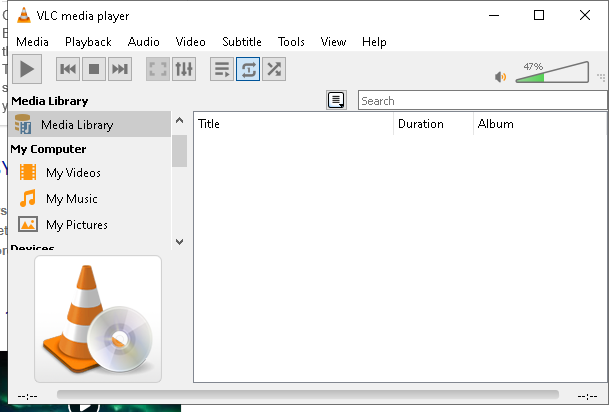 VLC media player
Media Playback Audio Video Subtitle Tools View Help
47%
Media Library
Search
Media Library
Title Duration Album
My Computer
My Videos
My Music
My Pictures
Devices
--:-- --:--